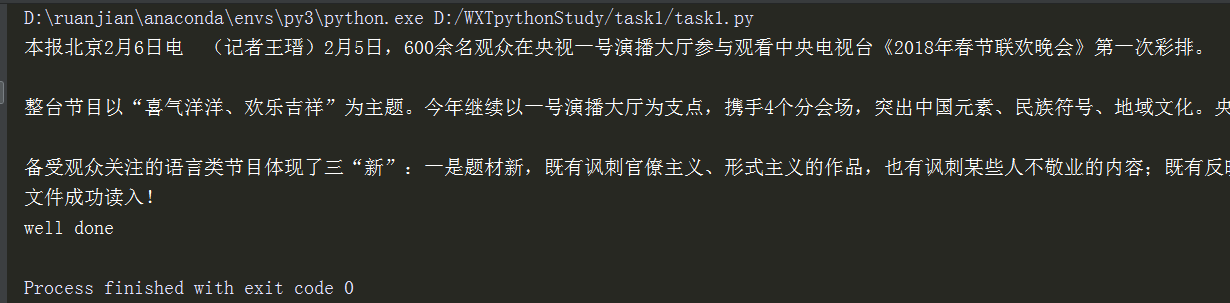 D:\ruanjian\anaconda\envs\py3\python.exe D:/WXTpythonStudy/task1/task1.py
本报北京2月6日电　（记者王瑨）2月5日，600余名观众在央视一号演播大厅参与观看中央电视台《2018年春节联欢晚会》第一次彩排。
整台节目以“喜气洋洋、欢乐吉祥”为主题。今年继续以一号演播大厅为支点，携手4个分会场，突出中国元素、民族符号、地域文化。央
备受观众关注的语言类节目体现了三“新”：一是题材新，既有讽刺官僚主义、形式主义的作品，也有讽刺某些人不敬业的内容；既有反映
文件成功读入！
well done
Process finished with exit code 0